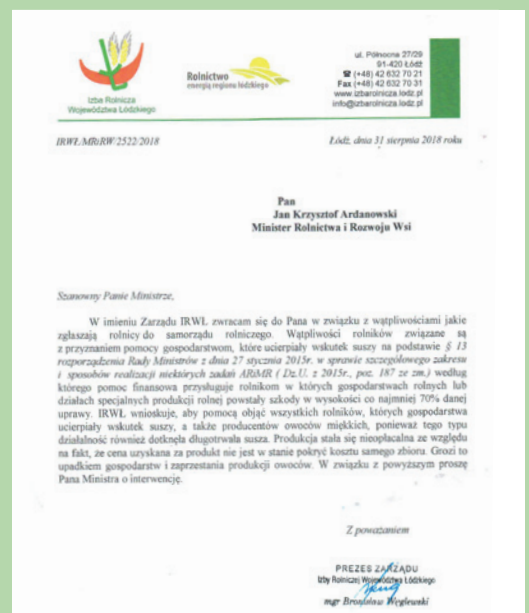 Izba Rolnicza
Województwa Łódzkiego
Rolnictwo
energią regionu łódzkiego
ul. Północna 27/29
91-420 Łódź
☎ (+48) 42 632 70 21
Fax (+48) 42 632 70 31
www.izbarolnicza.lodz.pl
info@izbarolnicza.lodz.pl
IRWŁ/MRiRW/2522/2018
Łódź, dnia 31 sierpnia 2018 roku
Pan
Jan Krzysztof Ardanowski
Minister Rolnictwa i Rozwoju Wsi
Szanowny Panie Ministrze,
W imieniu Zarządu IRWŁ zwracam się do Pana w związku z wątpliwościami jakie
zgłaszają rolnicy do samorządu rolniczego. Wątpliwości rolników związane są
z przyznaniem pomocy gospodarstwom, które ucierpiały wskutek suszy na podstawie § 13
rozporządzenia Rady Ministrów z dnia 27 stycznia 2015r. w sprawie szczegółowego zakresu
i sposobów realizacji niektórych zadań ARiMR ( Dz.U. z 2015r., poz. 187 ze zm.) według
którego pomoc finansowa przysługuje rolnikom w których gospodarstwach rolnych lub
działach specjalnych produkcji rolnej powstały szkody w wysokości co najmniej 70% danej
uprawy. IRWŁ wnioskuje, aby pomocą objąć wszystkich rolników, których gospodarstwa
ucierpiały wskutek suszy, a także producentów owoców miękkich, ponieważ tego typu
działalność również dotknęła długotrwała susza. Produkcja stała się nieopłacalna ze względu
na fakt, że cena uzyskana za produkt nie jest w stanie pokryć kosztu samego zbioru. Grozi to
upadkiem gospodarstw i zaprzestania produkcji owoców. W związku z powyższym proszę
Pana Ministra o interwencję.
Z poważaniem
PREZES ZARZĄDU
Izby Rolniczej Województwa Łódzkiego
mgr Bronisław Węglewski